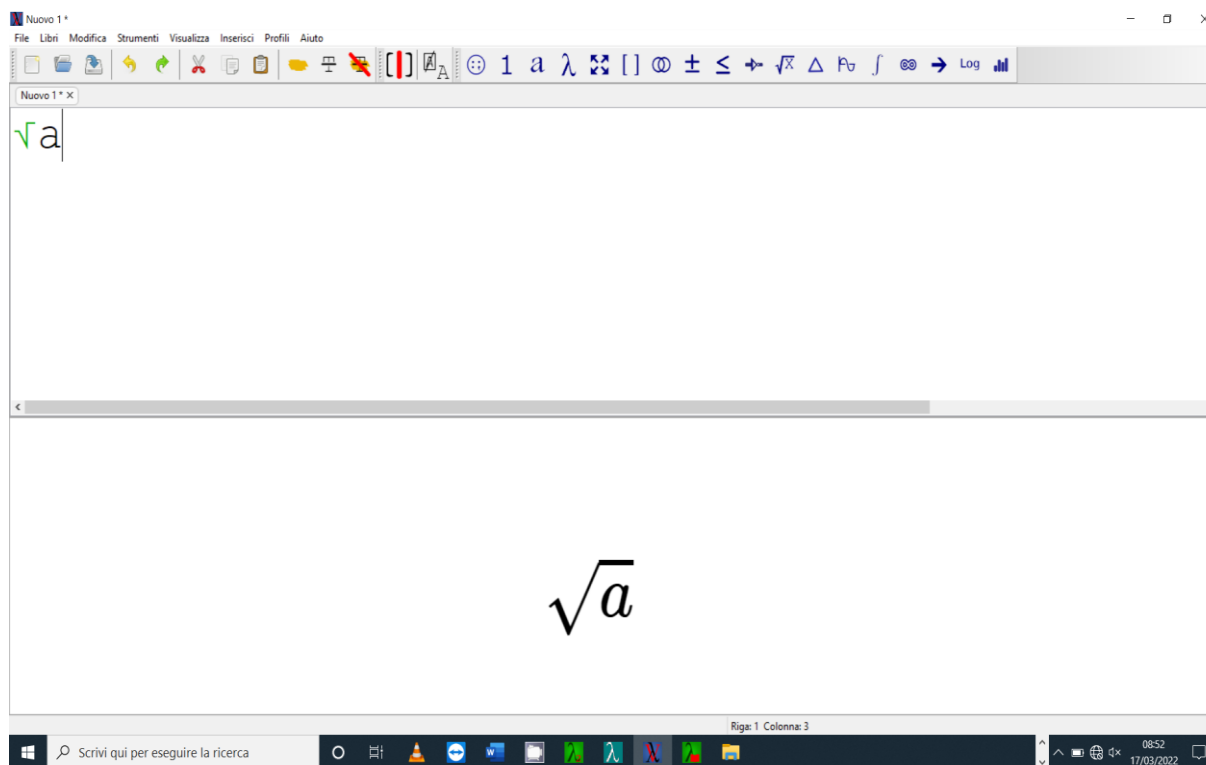 Nuovo 1 *
File Libri Modifica Strumenti Visualizza Inserisci Profili Aiuto
[ ] A A 1 a λ [ ] ± ≤ √x △ ∫ ∞ → Log
Nuovo 1 * ×
√a
√a
Riga: 1 Colonna: 3
Scrivi qui per eseguire la ricerca
08:52
17/03/2022